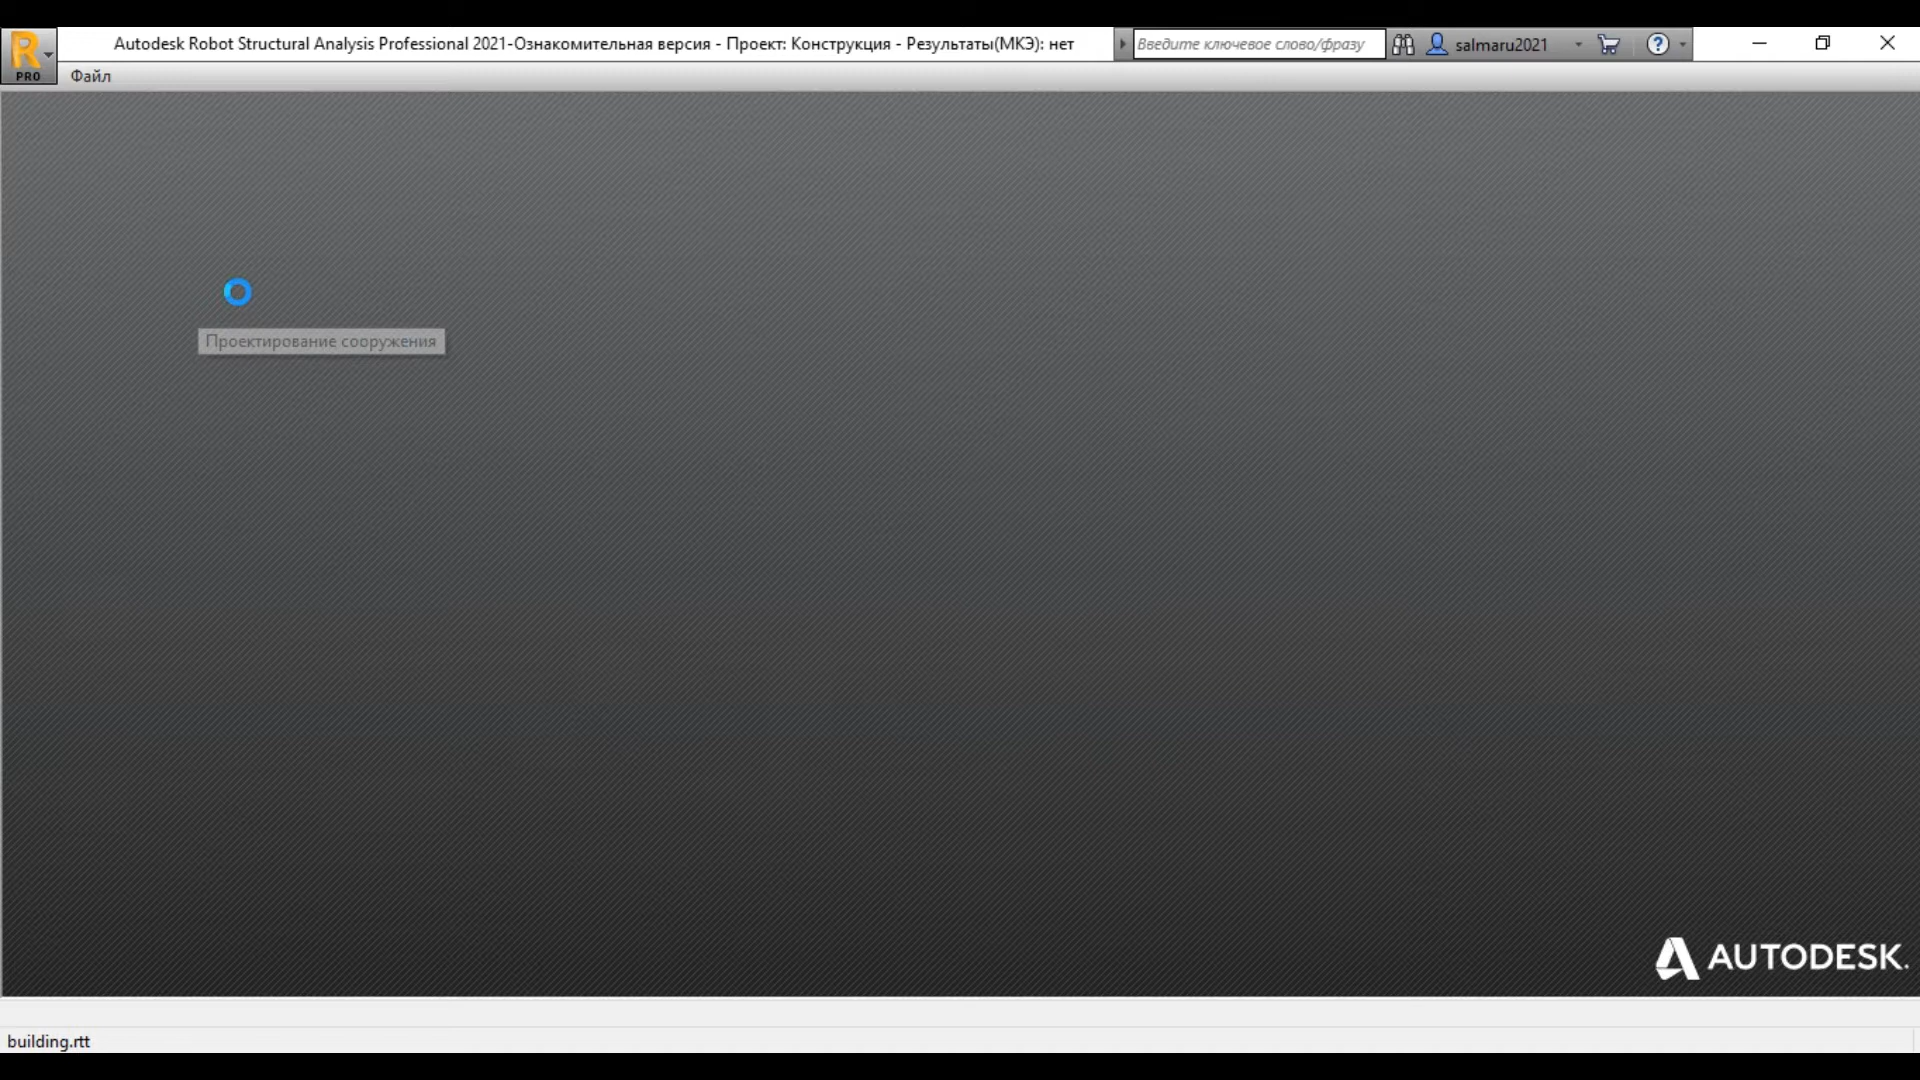 Autodesk Robot Structural Analysis Professional 2021-Ознакомительная версия - Проект: Конструкция - Результаты(МКЭ): нет
Введите ключевое слово/фразу
salmaru2021
?
R
PRO
Файл
Проектирование сооружения
AUTODESK.
building.rtt